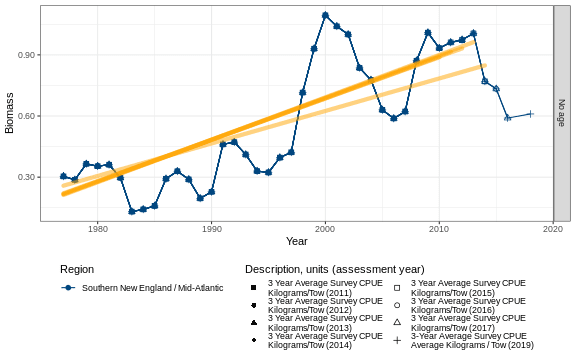 0.90
0.60
0.30
Biomass
1980
1990
2000
2010
2020
Year
No age
Region
Southern New England / Mid-Atlantic
Description, units (assessment year)
3 Year Average Survey CPUE
Kilograms/Tow (2011)
3 Year Average Survey CPUE
Kilograms/Tow (2012)
3 Year Average Survey CPUE
Kilograms/Tow (2013)
3 Year Average Survey CPUE
Kilograms/Tow (2014)
3 Year Average Survey CPUE
Kilograms/Tow (2015)
3 Year Average Survey CPUE
Kilograms/Tow (2016)
3 Year Average Survey CPUE
Kilograms/Tow (2017)
3-Year Average Survey CPUE
Average Kilograms / Tow (2019)